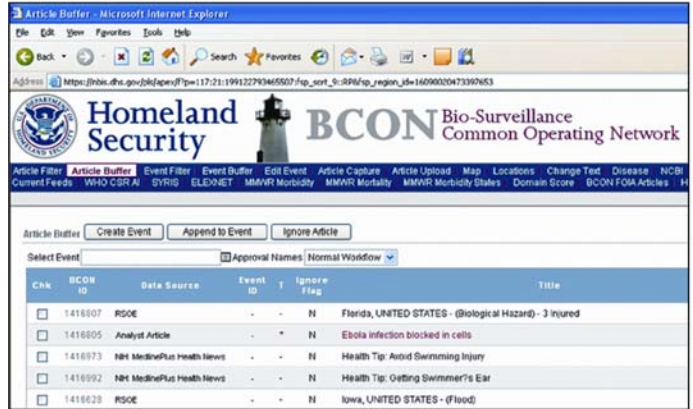 Article Buffer - Microsoft Internet Explorer
File Edit View Favorites Tools Help
Back Search Favorites
Address https://nbis.dhs.gov/pls/apex/f?p=117:21:199122793465507:fsp_sort_9::RP&fsp_region_id=16090020473397653
Homeland Security
BCON Bio-Surveillance Common Operating Network
Article Filter Article Buffer Event Filter Event Buffer Edit Event Article Capture Article Upload Map Locations Change Text Disease NCBI
Current Feeds WHO CSR AI SYRIS ELEXNET MMWR Morbidity MMWR Mortality MMWR Morbidity States Domain Score BCON FOIA Articles H
Article Buffer Create Event Append to Event Ignore Article
Select Event Approval Names Normal Workflow
Chk BCON ID Data Source Event ID T Ignore Flag Title
1416807 RSOE - - N Florida, UNITED STATES - (Biological Hazard) - 3 injured
1416805 Analyst Article - * N Ebola infection blocked in cells
1416973 NIH MedlinePlus Health News - - N Health Tip: Avoid Swimming Injury
1416992 NIH MedlinePlus Health News - - N Health Tip: Getting Swimmer?s Ear
1416628 RSOE - - N Iowa, UNITED STATES - (Flood)